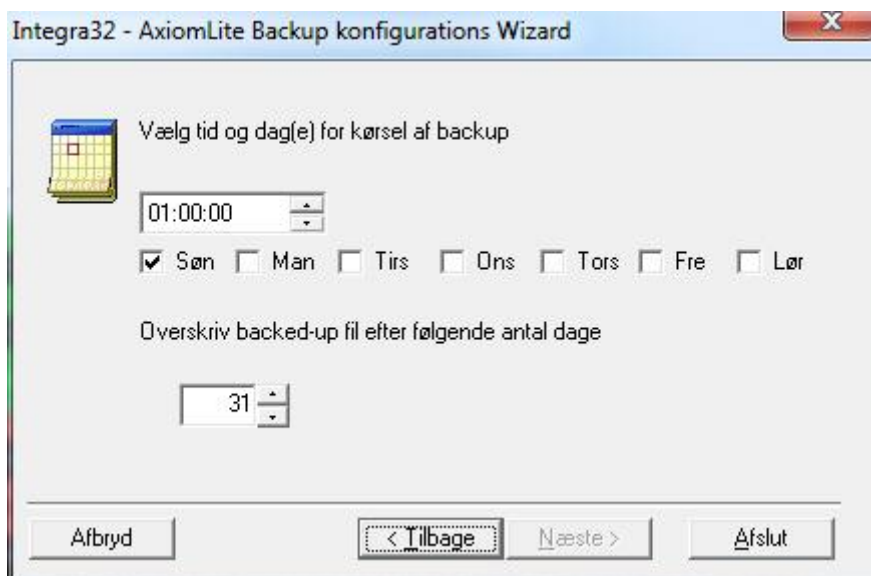 Integra32 - AxiomLite Backup konfigurations Wizard
Vælg tid og dag(e) for kørsel af backup
01:00:00
Søn Man Tirs Ons Tors Fre Lør
Overskriv backed-up fil efter følgende antal dage
31
Afbryd < Tilbage Næste > Afslut